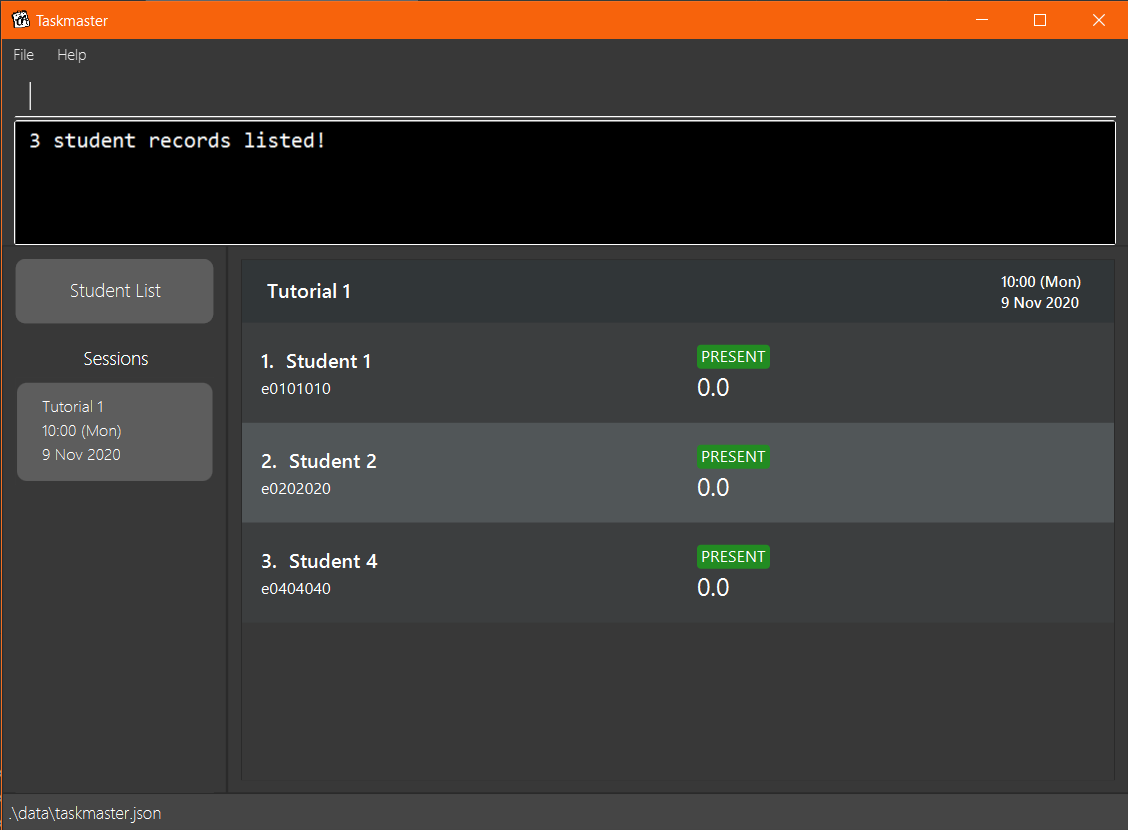 Taskmaster
File Help
3 student records listed!
Student List
Sessions
Tutorial 1
10:00 (Mon)
9 Nov 2020
Tutorial 1
10:00 (Mon)
9 Nov 2020
1. Student 1
e0101010
PRESENT
0.0
2. Student 2
e0202020
PRESENT
0.0
3. Student 4
e0404040
PRESENT
0.0
.\data\taskmaster.json